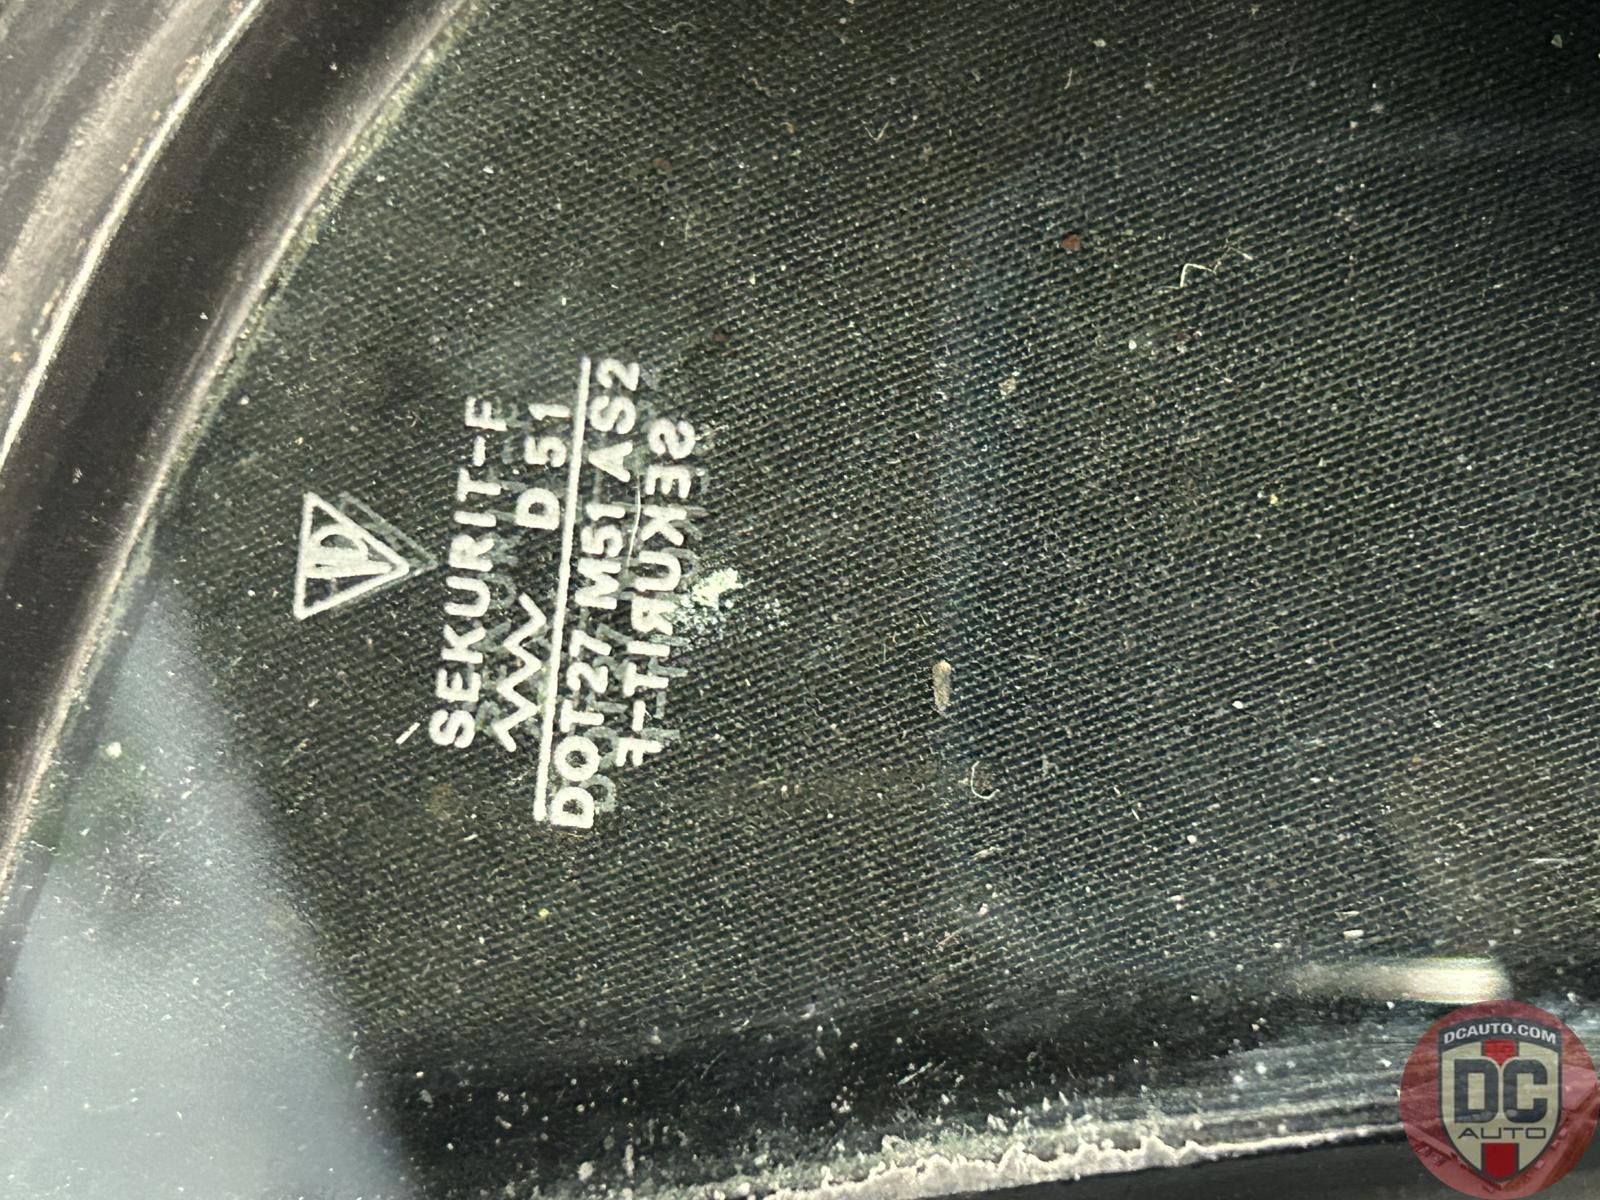 SEKURIT-F
D 51
DOT27 M51 AS2
SEKURIT-F
DCAUTO.COM
DC
AUTO